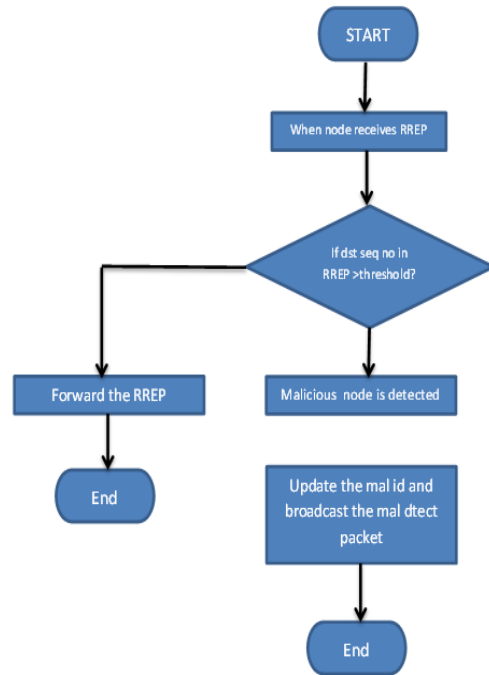 START
When node receives RREP
If dst seq no in
RREP >threshold?
Forward the RREP
Malicious node is detected
End
Update the mal id and
broadcast the mal dtect
packet
End